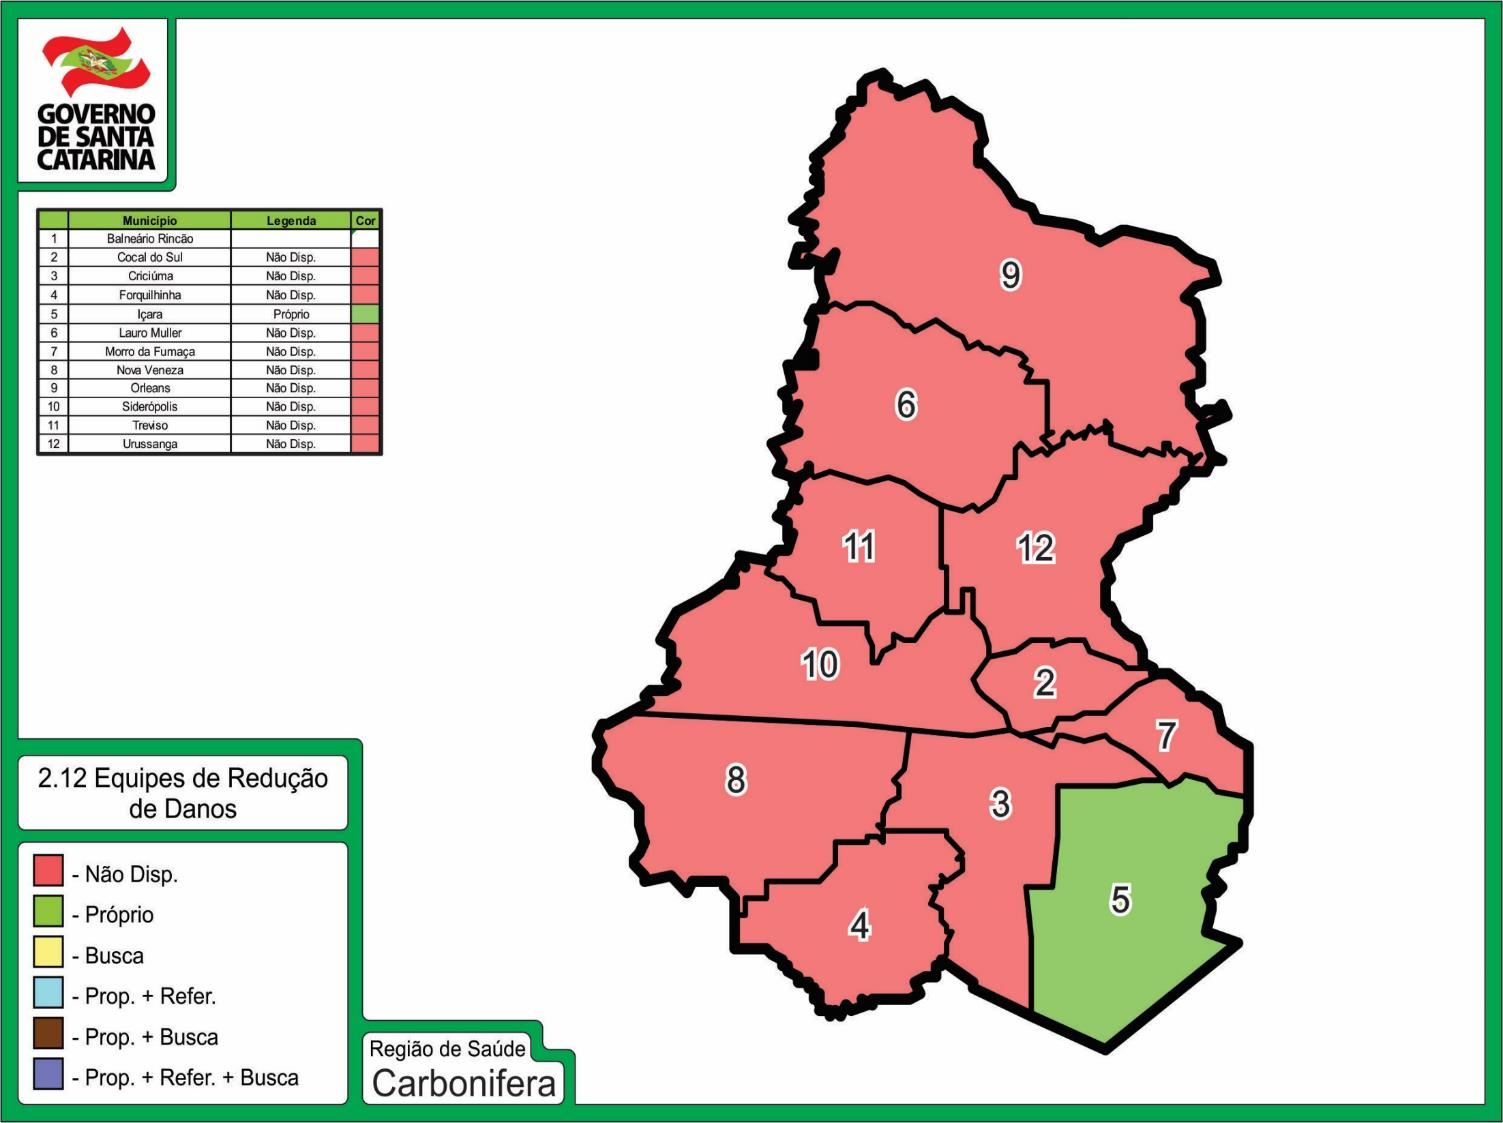 GOVERNO
DE SANTA
CATARINA
Município Legenda Cor
1 Balneário Rincão
2 Cocal do Sul Não Disp.
3 Criciúma Não Disp.
4 Forquilhinha Não Disp.
5 Içara Próprio
6 Lauro Muller Não Disp.
7 Morro da Fumaça Não Disp.
8 Nova Veneza Não Disp.
9 Orleans Não Disp.
10 Siderópolis Não Disp.
11 Treviso Não Disp.
12 Urussanga Não Disp.
9
6
11
12
10
2
7
8
3
5
4
2.12 Equipes de Redução
de Danos
- Não Disp.
- Próprio
- Busca
- Prop. + Refer.
- Prop. + Busca
- Prop. + Refer. + Busca
Região de Saúde
Carbonifera